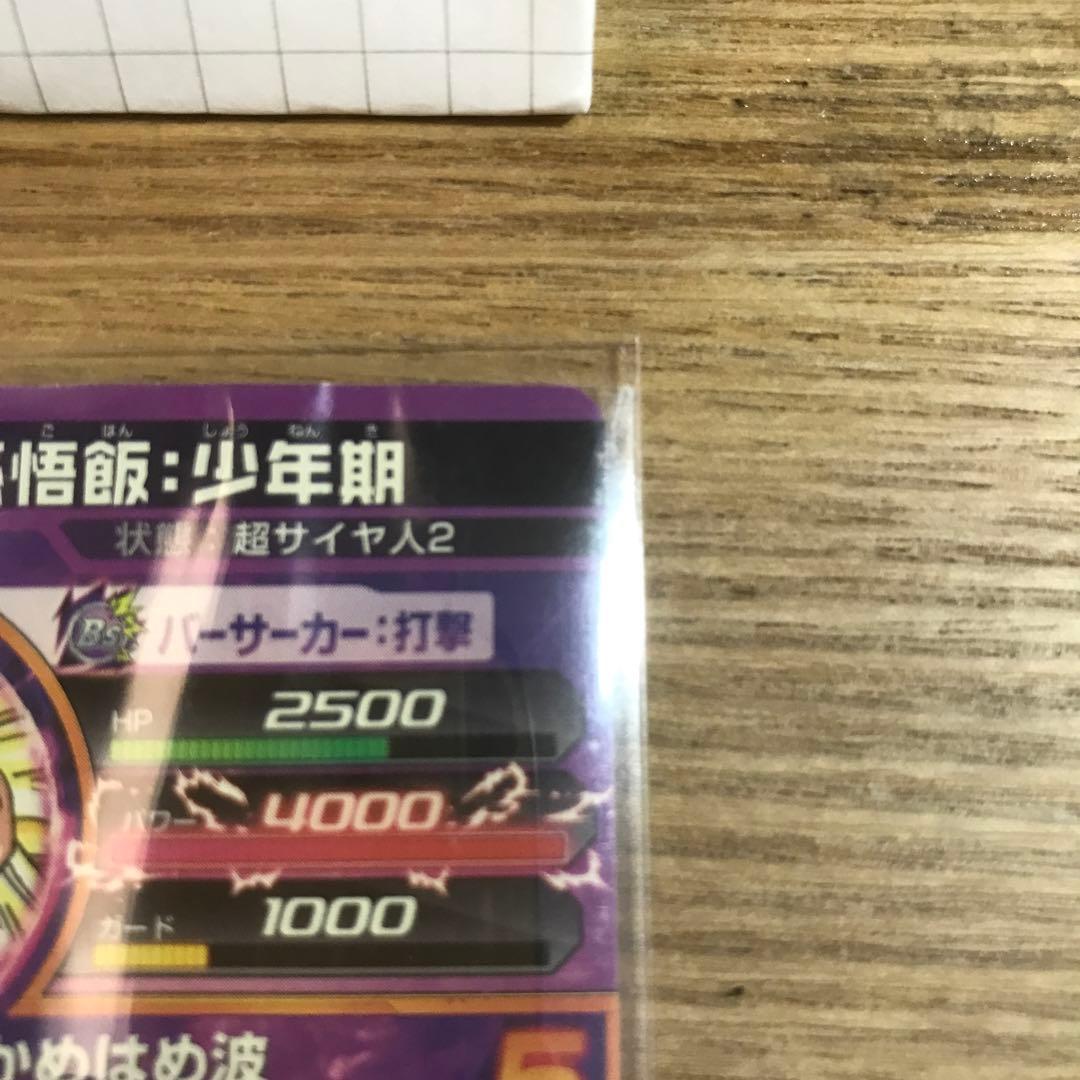 ご はん しょう ねん き
悟飯：少年期
状態：超サイヤ人2
Bs バーサーカー：打撃
HP 2500
パワー 4000
ガード 1000
かめはめ波 5